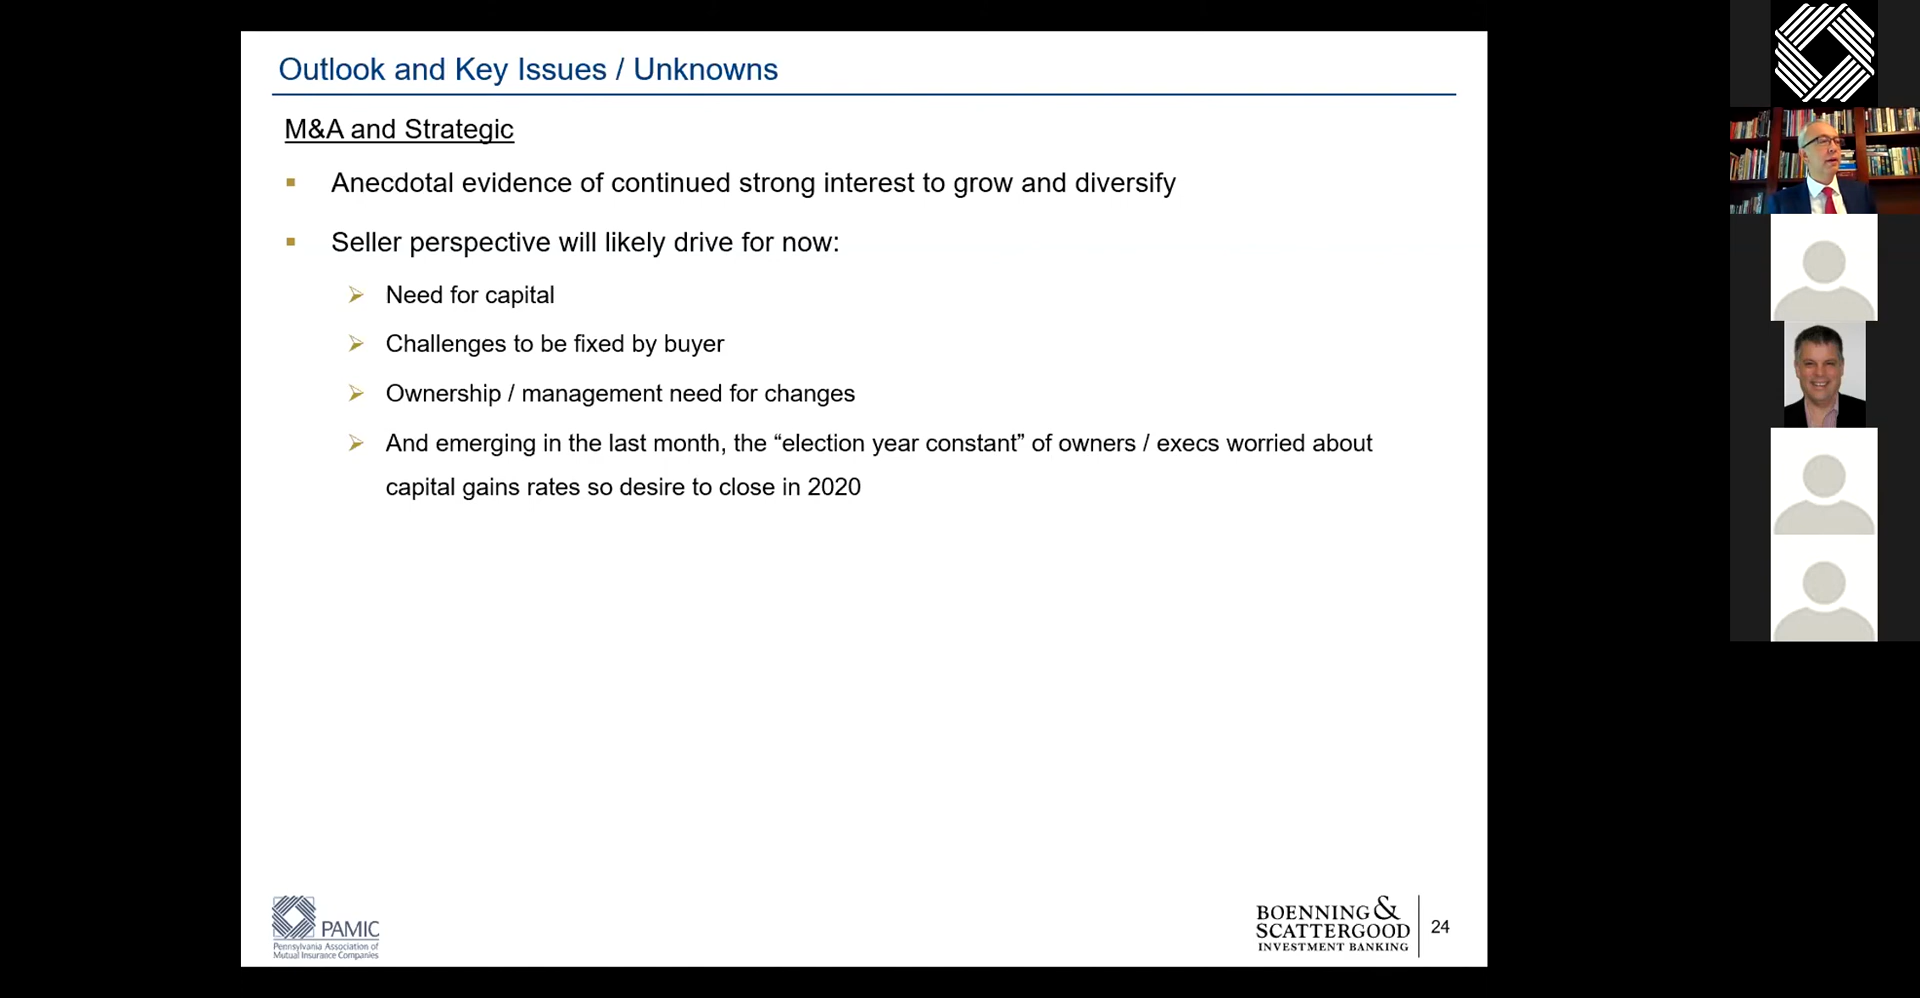 Outlook and Key Issues / Unknowns
M&A and Strategic
Anecdotal evidence of continued strong interest to grow and diversify
Seller perspective will likely drive for now:
Need for capital
Challenges to be fixed by buyer
Ownership / management need for changes
And emerging in the last month, the “election year constant” of owners / execs worried about
capital gains rates so desire to close in 2020
PAMIC
Pennsylvania Association of
Mutual Insurance Companies
BOENNING &
SCATTERGOOD
INVESTMENT BANKING
24